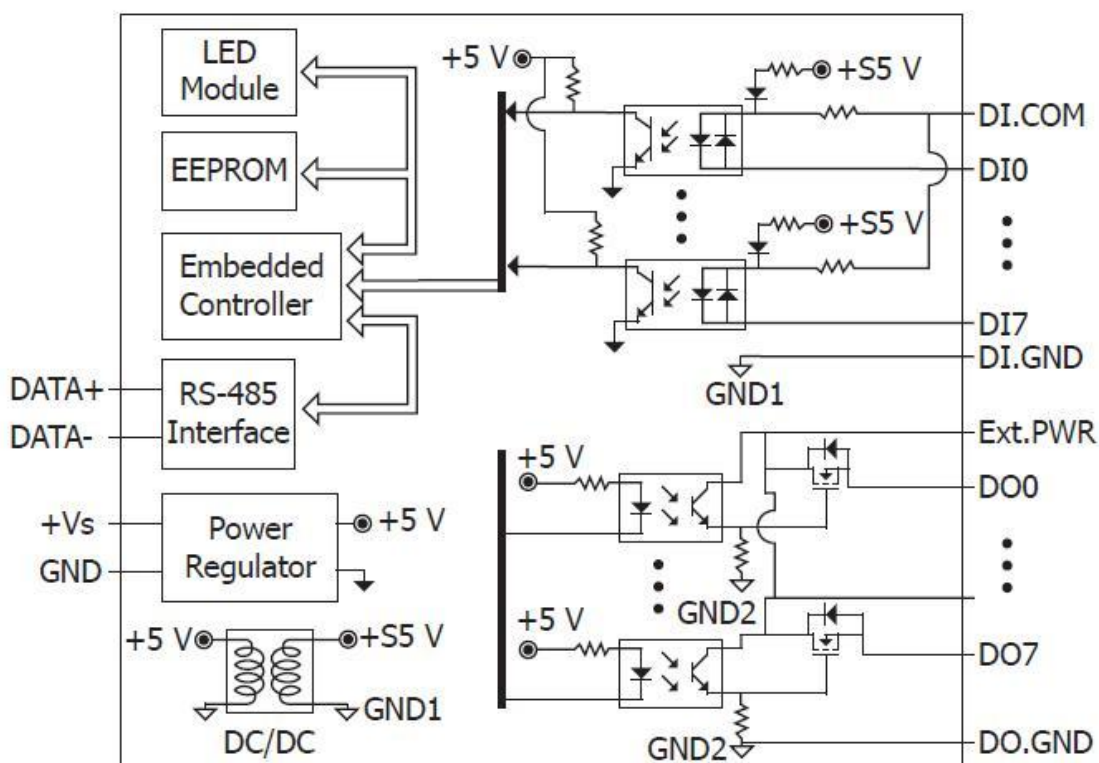 LED
Module
EEPROM
Embedded
Controller
RS-485
Interface
DATA+
DATA-
+Vs
GND
Power
Regulator
+5 V
+5 V
+S5 V
GND1
DC/DC
+5 V
+S5 V
DI.COM
DI0
+S5 V
DI7
DI.GND
GND1
Ext.PWR
+5 V
DO0
GND2
+5 V
DO7
GND2
DO.GND